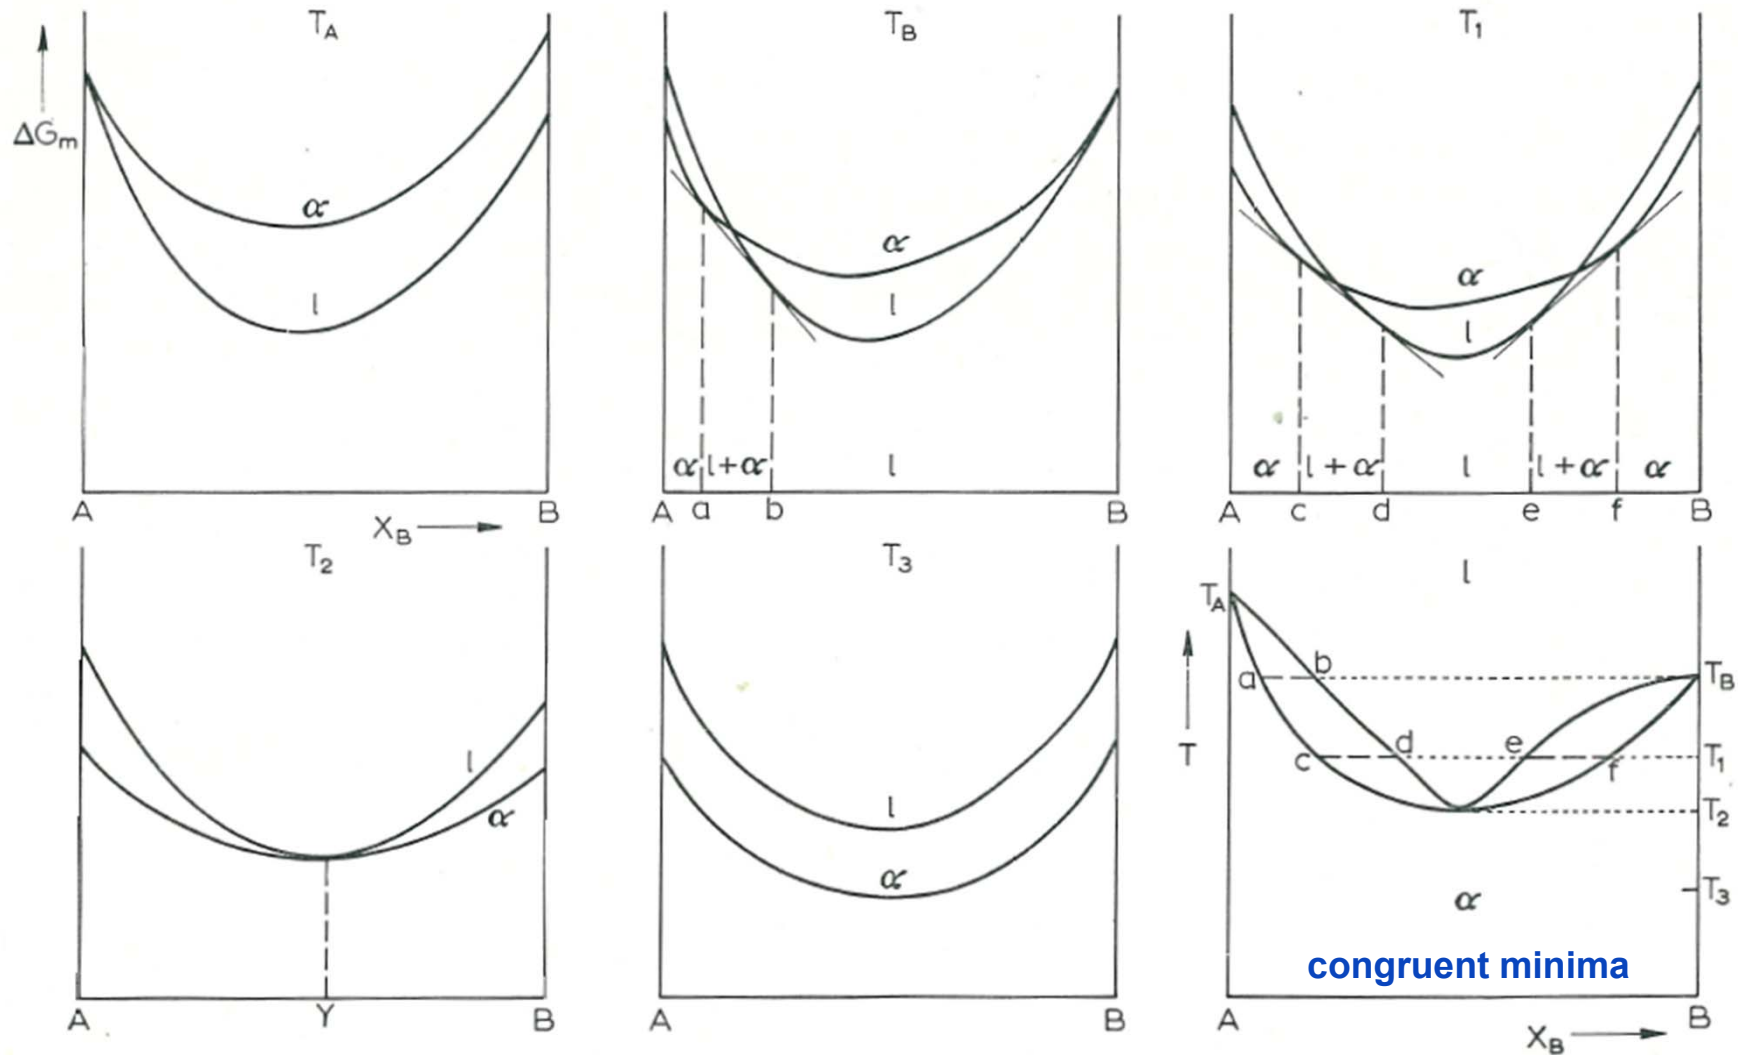 T_A
ΔG_m
α
l
A
B
X_B
T_B
α
l
α l+α l
A a b B
T_1
α
l
α l+α l l+α α
A c d e f B
T_2
l
α
A Y B
T_3
l
α
A B
l
T_A
b
a T_B
T
d e
c f T_1
T_2
T_3
α
congruent minima
A B
X_B